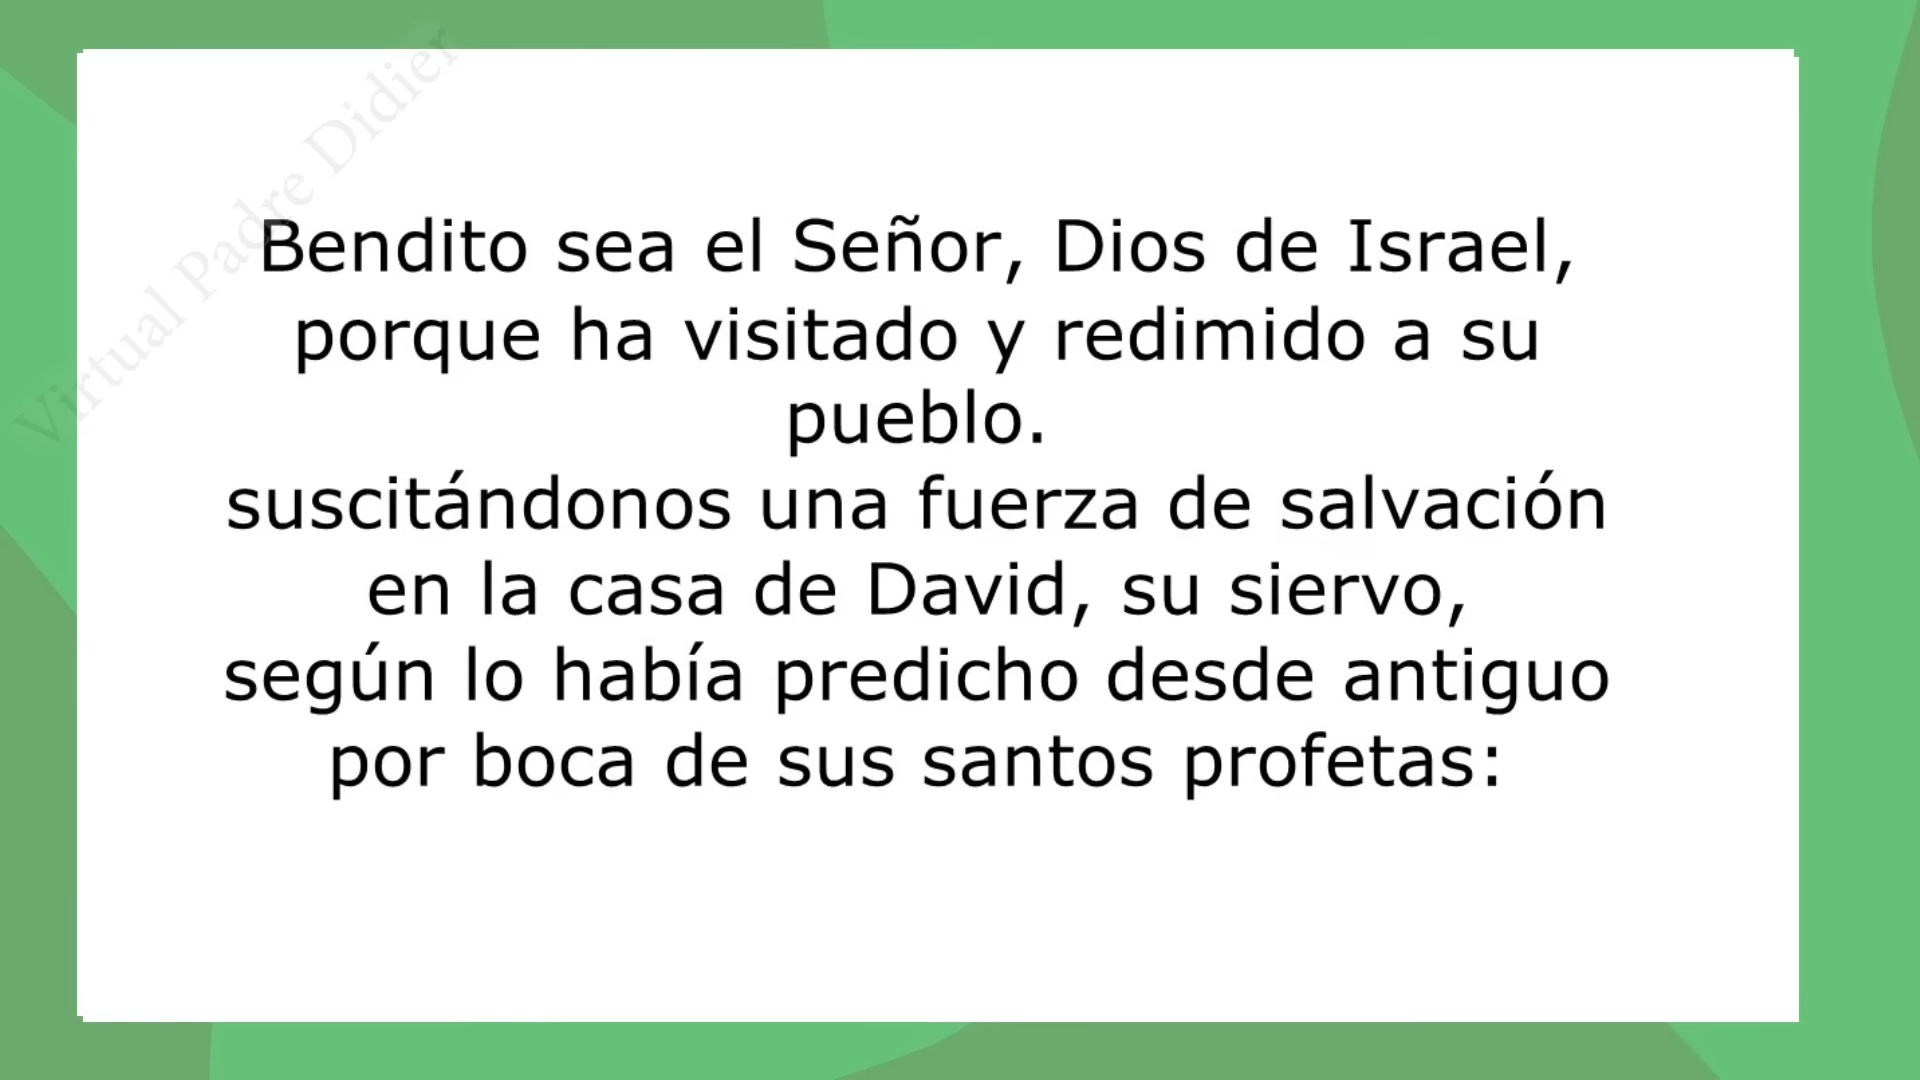 Virtual Padre Didier
Bendito sea el Señor, Dios de Israel,
porque ha visitado y redimido a su
pueblo.
suscitándonos una fuerza de salvación
en la casa de David, su siervo,
según lo había predicho desde antiguo
por boca de sus santos profetas: